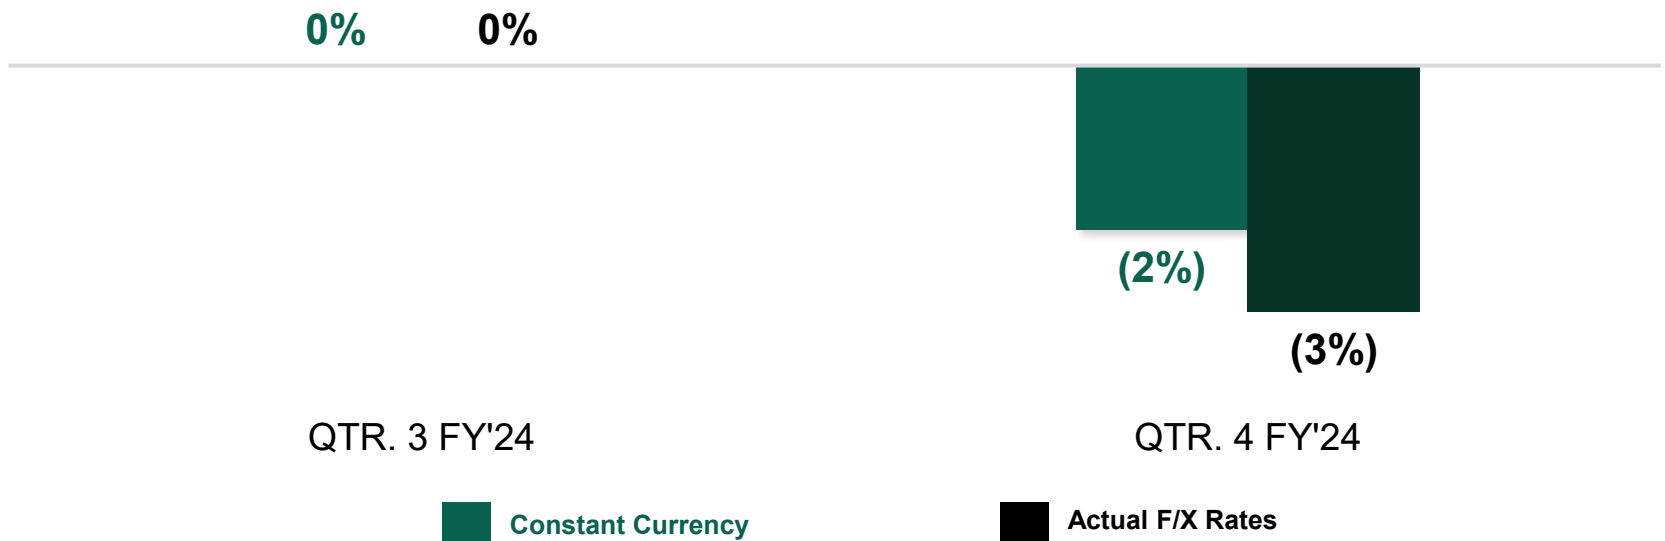 0% 0%
(2%)
(3%)
QTR. 3 FY'24 QTR. 4 FY'24
Constant Currency Actual F/X Rates